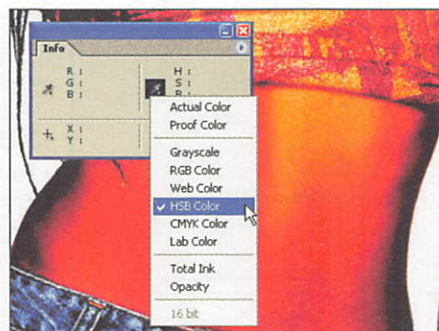 Info
R :
G :
B :
H :
S :
B :
X :
Y :
Actual Color
Proof Color
Grayscale
RGB Color
Web Color
HSB Color
CMYK Color
Lab Color
Total Ink
Opacity
16 bit